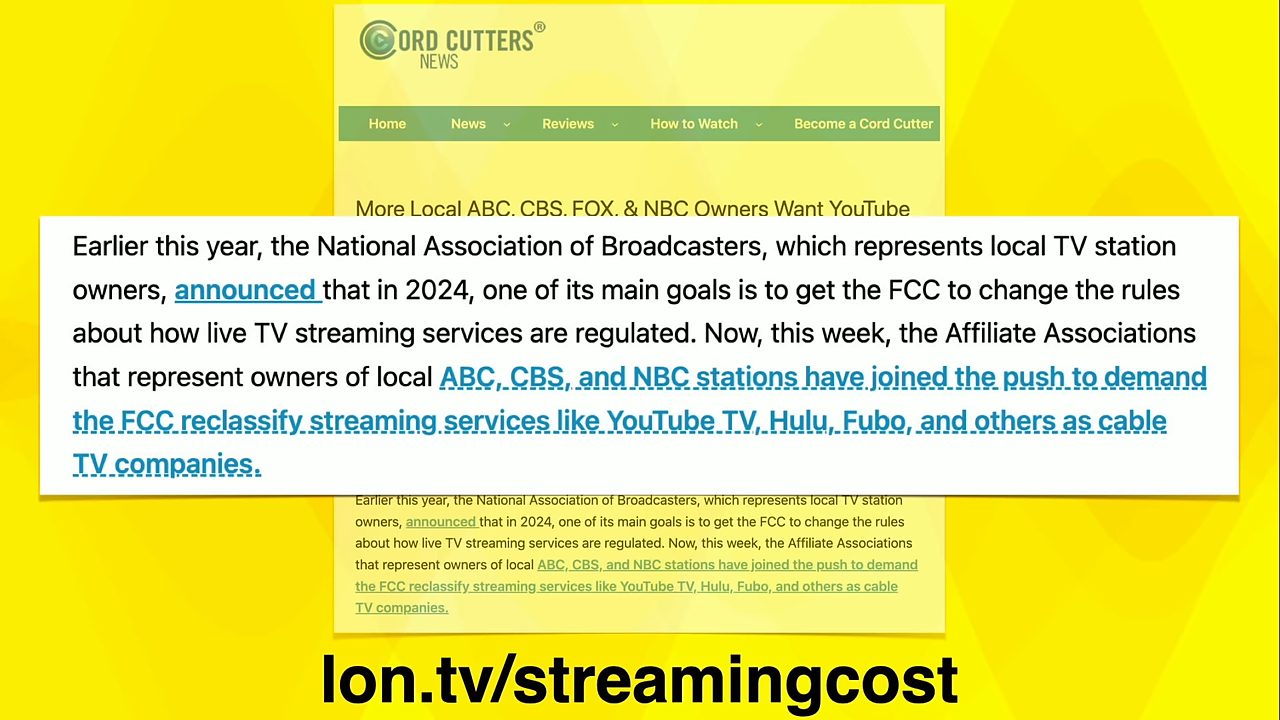 CORD CUTTERS®
NEWS
Home News Reviews How to Watch Become a Cord Cutter
More Local ABC, CBS, FOX, & NBC Owners Want YouTube
Earlier this year, the National Association of Broadcasters, which represents local TV station
owners, announced that in 2024, one of its main goals is to get the FCC to change the rules
about how live TV streaming services are regulated. Now, this week, the Affiliate Associations
that represent owners of local ABC, CBS, and NBC stations have joined the push to demand
the FCC reclassify streaming services like YouTube TV, Hulu, Fubo, and others as cable
TV companies.
Earlier this year, the National Association of Broadcasters, which represents local TV station
owners, announced that in 2024, one of its main goals is to get the FCC to change the rules
about how live TV streaming services are regulated. Now, this week, the Affiliate Associations
that represent owners of local ABC, CBS, and NBC stations have joined the push to demand
the FCC reclassify streaming services like YouTube TV, Hulu, Fubo, and others as cable
TV companies.
lon.tv/streamingcost